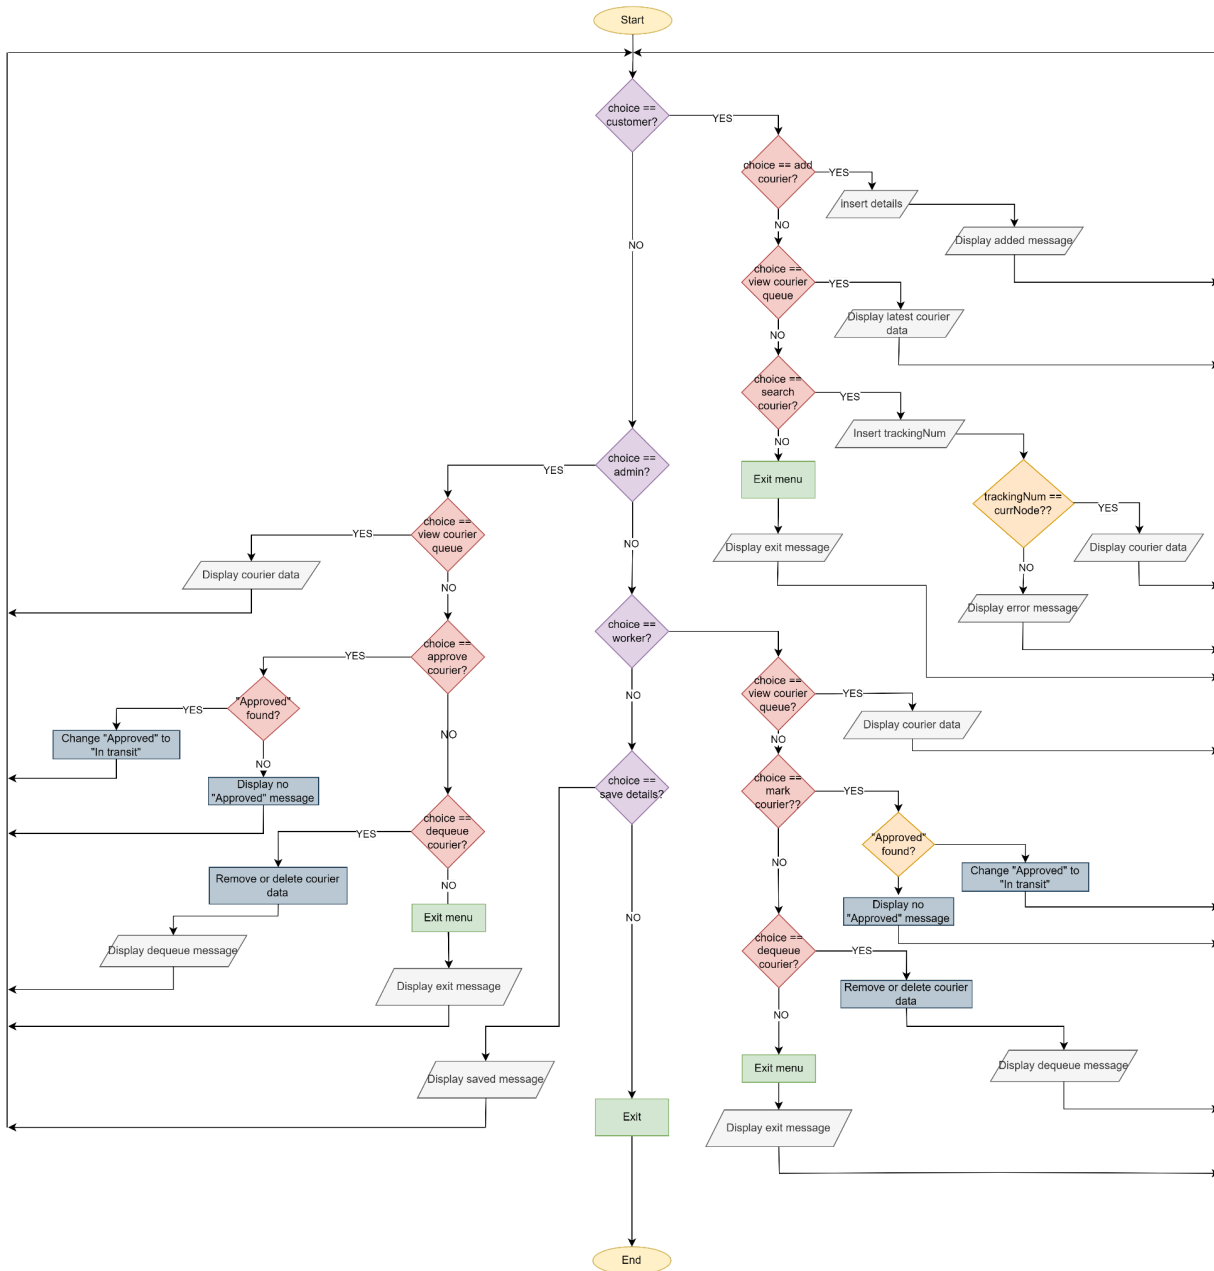 Start
choice ==
customer?
YES
choice == add
courier?
YES
insert details
Display added message
NO
NO
choice ==
view courier
queue
YES
Display latest courier
data
NO
choice ==
search
courier?
YES
Insert trackingNum
NO
Exit menu
Display exit message
trackingNum ==
currNode??
YES
Display courier data
NO
Display error message
choice ==
admin?
YES
choice ==
view courier
queue
YES
Display courier data
NO
choice ==
approve
courier?
YES
"Approved"
found?
YES
Change "Approved" to
"In transit"
NO
Display no
"Approved" message
NO
choice ==
dequeue
courier?
YES
Remove or delete courier
data
Display dequeue message
NO
Exit menu
Display exit message
NO
choice ==
worker?
choice ==
view courier
queue?
YES
Display courier data
NO
choice ==
mark
courier??
YES
"Approved"
found?
Change "Approved" to
"In transit"
Display no
"Approved" message
NO
choice ==
dequeue
courier?
YES
Remove or delete courier
data
Display dequeue message
NO
Exit menu
Display exit message
NO
choice ==
save details?
Display saved message
NO
Exit
End